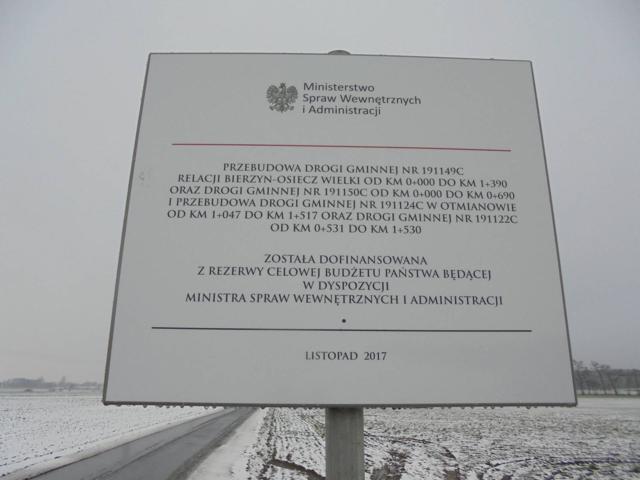 Ministerstwo
Spraw Wewnętrznych
i Administracji
PRZEBUDOWA DROGI GMINNEJ NR 191149C
RELACJI BIERZYN-OSIECZ WIELKI OD KM 0+000 DO KM 1+390
ORAZ DROGI GMINNEJ NR 191150C OD KM 0+000 DO KM 0+690
I PRZEBUDOWA DROGI GMINNEJ NR 191124C W OTMIANOWIE
OD KM 1+047 DO KM 1+517 ORAZ DROGI GMINNEJ NR 191122C
OD KM 0+531 DO KM 1+530
ZOSTAŁA DOFINANSOWANA
Z REZERWY CELOWEJ BUDŻETU PAŃSTWA BĘDĄCEJ
W DYSPOZYCJI
MINISTRA SPRAW WEWNĘTRZNYCH I ADMINISTRACJI
LISTOPAD 2017